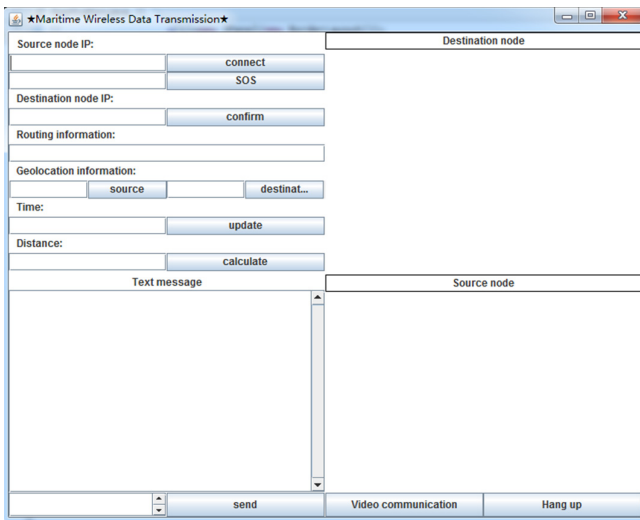 ★Maritime Wireless Data Transmission★
Source node IP:
connect
SOS
Destination node IP:
confirm
Routing information:
Geolocation information:
source
destinat...
Time:
update
Distance:
calculate
Text message
send
Destination node
Source node
Video communication
Hang up